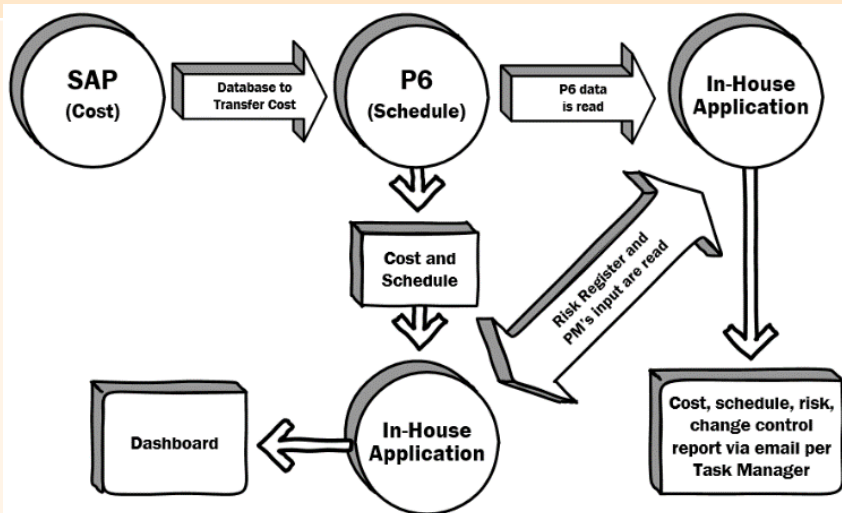 SAP
(Cost)
Database to
Transfer Cost
P6
(Schedule)
P6 data
is read
In-House
Application
Cost and
Schedule
Risk Register and
PM's input are read
Dashboard
In-House
Application
Cost, schedule, risk,
change control
report via email per
Task Manager